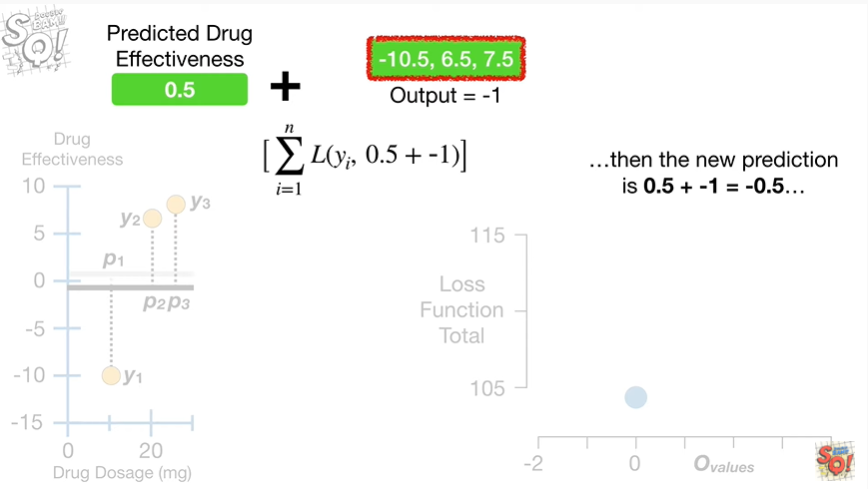 Predicted Drug
Effectiveness
0.5
+
-10.5, 6.5, 7.5
Output = -1
[ n∑i=1 L(yi, 0.5 + -1)]
…then the new prediction
is 0.5 + -1 = -0.5…
Drug
Effectiveness
10
5
0
-5
-10
-15
y2
y3
p1
p2
p3
y1
0
20
Drug Dosage (mg)
115
Loss
Function
Total
105
-2
0
Ovalues
SQ!